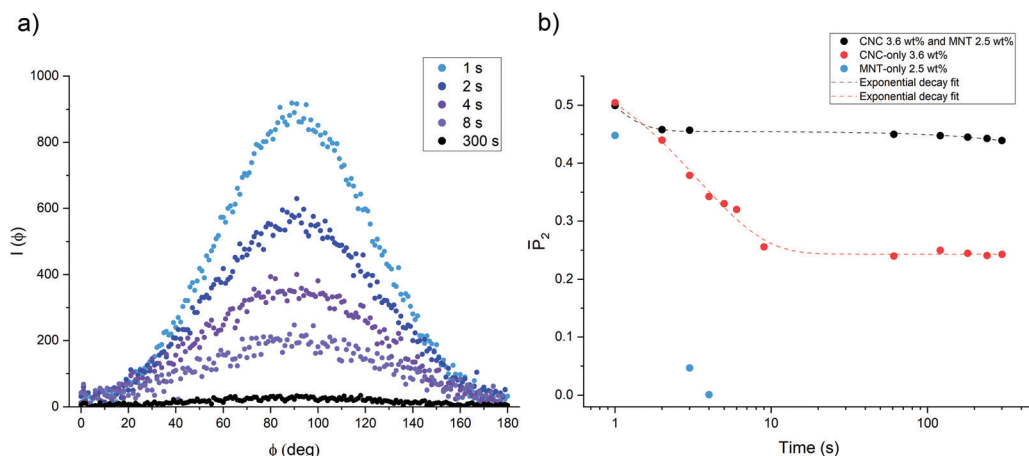 a)
1 s
2 s
4 s
8 s
300 s
1000
800
600
400
200
0
I (ϕ)
0 20 40 60 80 100 120 140 160 180
ϕ (deg)
b)
CNC 3.6 wt% and MNT 2.5 wt%
CNC-only 3.6 wt%
MNT-only 2.5 wt%
Exponential decay fit
Exponential decay fit
0.5
0.4
0.3
0.2
0.1
0.0
P̅₂
1 10 100
Time (s)